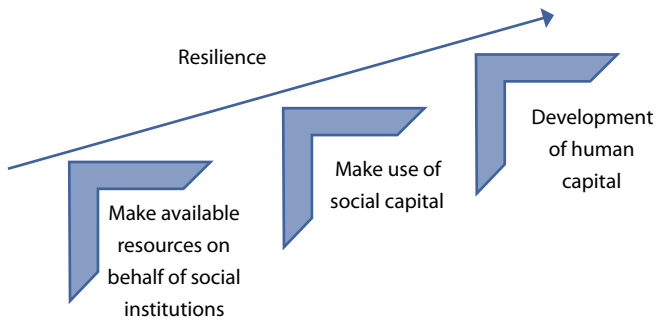 Resilience
Make available
resources on
behalf of social
institutions
Make use of
social capital
Development
of human
capital